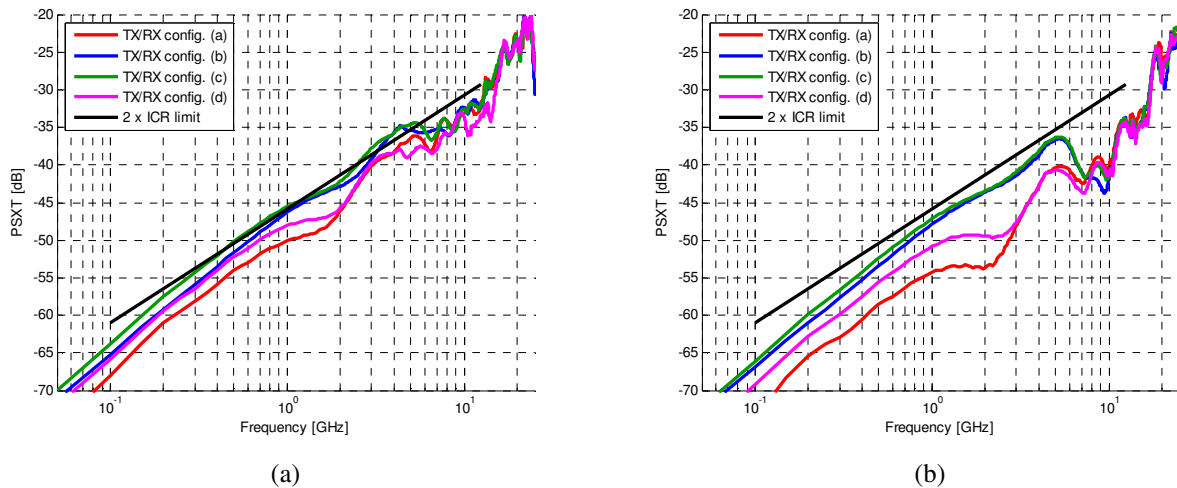 -20
-25
-30
-35
-40
-45
-50
-55
-60
-65
-70
PSXT [dB]
TX/RX config. (a)
TX/RX config. (b)
TX/RX config. (c)
TX/RX config. (d)
2 x ICR limit
10^-1
10^0
10^1
Frequency [GHz]
(a)
-20
-25
-30
-35
-40
-45
-50
-55
-60
-65
-70
PSXT [dB]
TX/RX config. (a)
TX/RX config. (b)
TX/RX config. (c)
TX/RX config. (d)
2 x ICR limit
10^-1
10^0
10^1
Frequency [GHz]
(b)